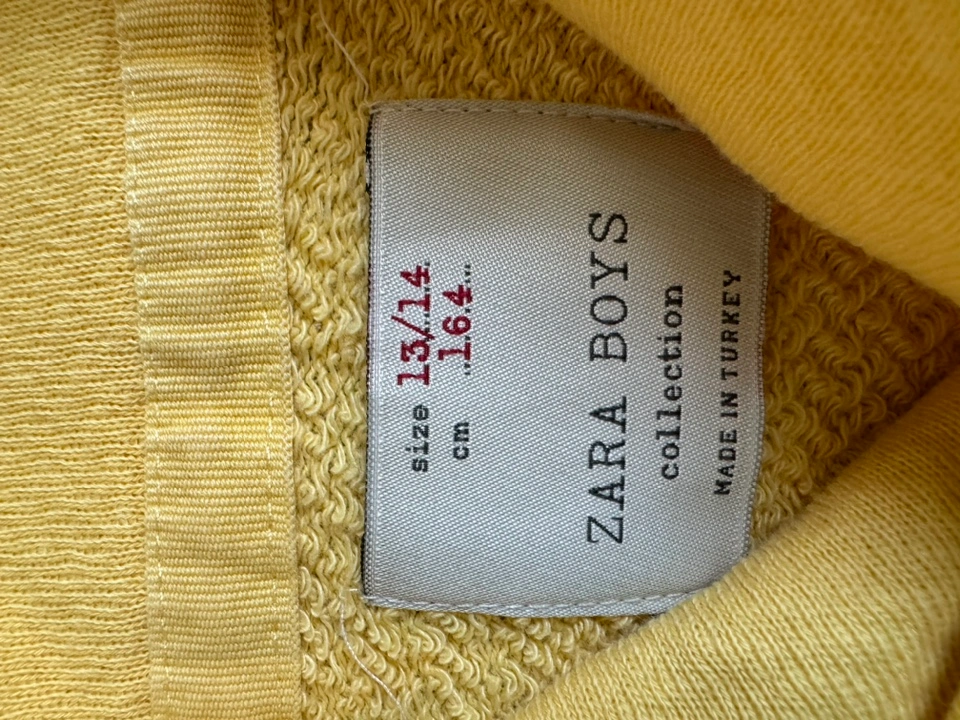 size 13/14
cm 164
ZARA BOYS
collection
MADE IN TURKEY